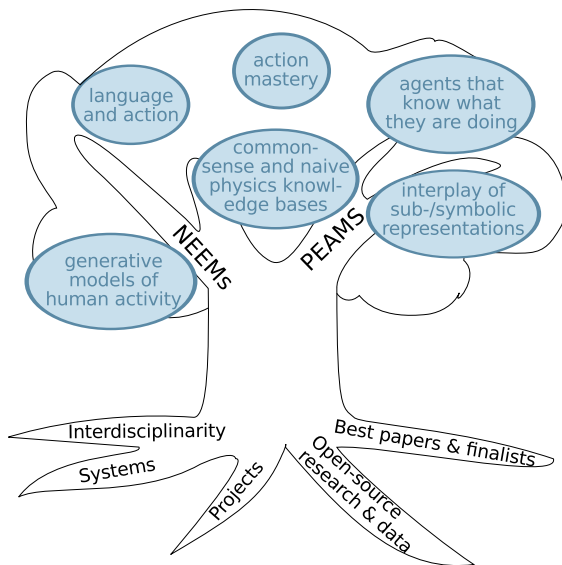 action
mastery
language
and action
agents that
know what
they are doing
common-
sense and naive
physics knowl-
edge bases
interplay of
sub-/symbolic
representations
NEEMs
PEAMS
generative
models of
human activity
Interdisciplinarity
Systems
Projects
Open-source
research & data
Best papers & finalists